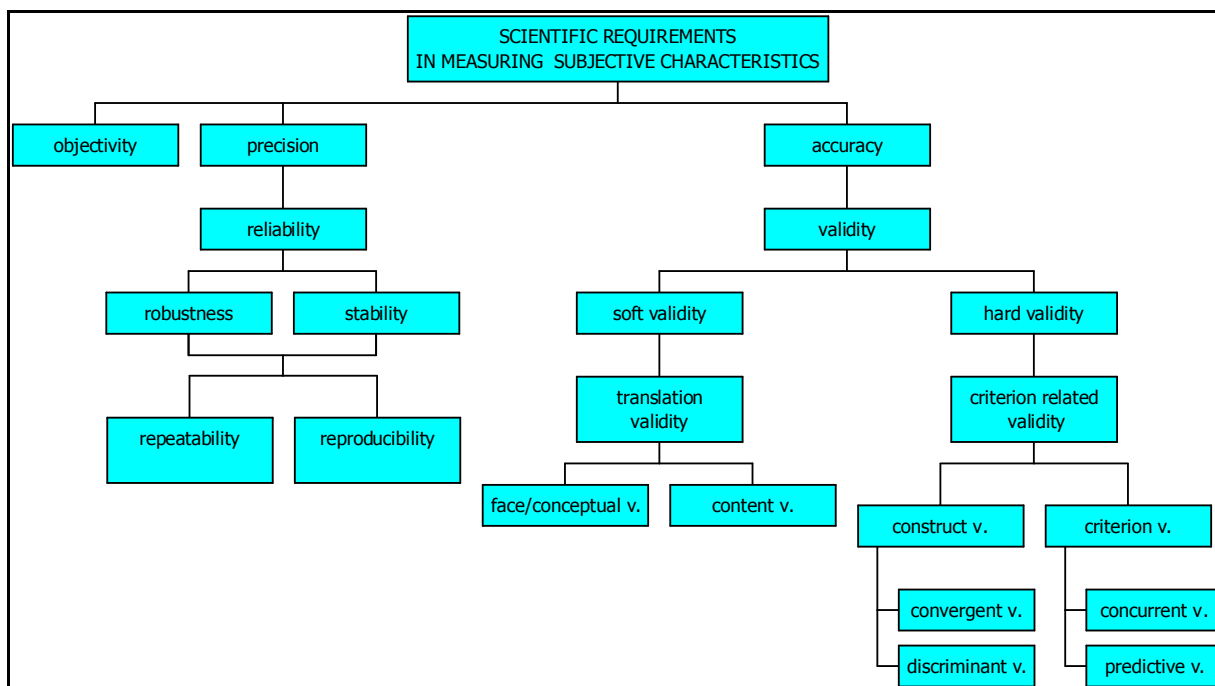 SCIENTIFIC REQUIREMENTS
IN MEASURING SUBJECTIVE CHARACTERISTICS
objectivity
precision
accuracy
reliability
validity
robustness
stability
soft validity
hard validity
translation
validity
criterion related
validity
repeatability
reproducibility
face/conceptual v.
content v.
construct v.
criterion v.
convergent v.
concurrent v.
discriminant v.
predictive v.